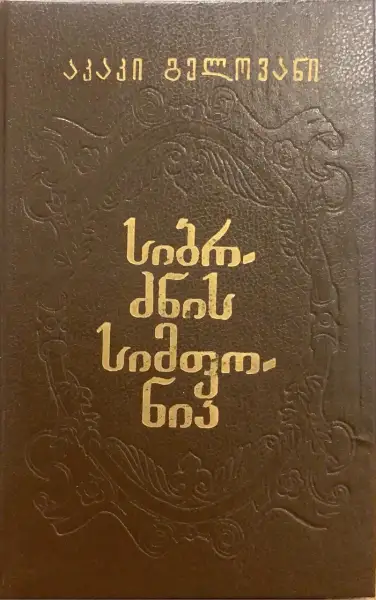 აკაკი გელოვანი
სიბრ-
ძნის
სიმფო-
ნია